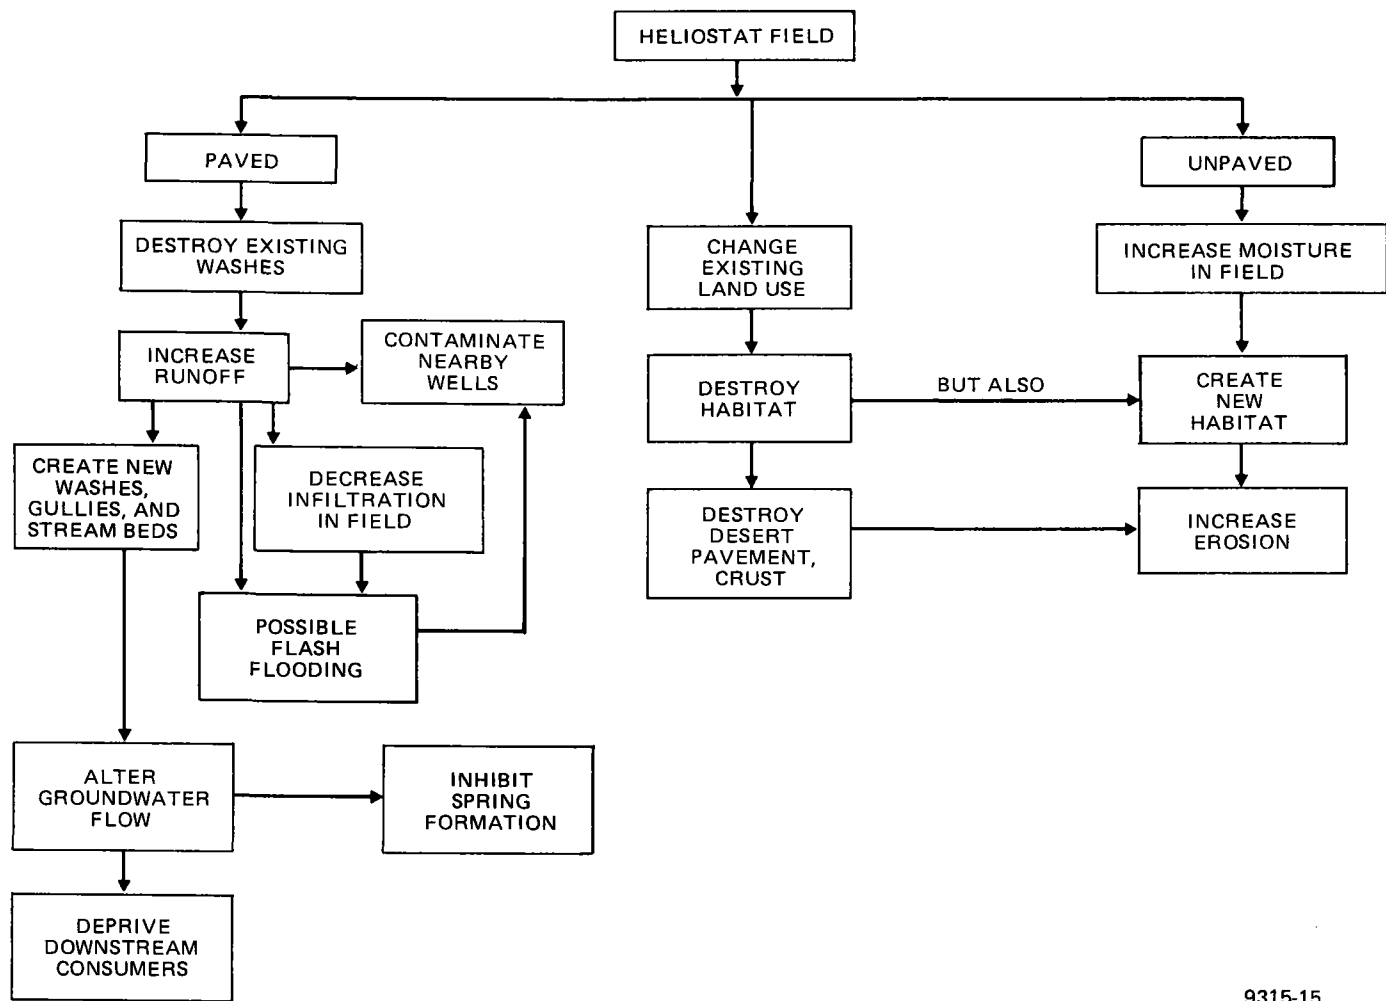 HELIOSTAT FIELD
PAVED
UNPAVED
DESTROY EXISTING
WASHES
CHANGE
EXISTING
LAND USE
INCREASE MOISTURE
IN FIELD
INCREASE
RUNOFF
CONTAMINATE
NEARBY
WELLS
DESTROY
HABITAT
BUT ALSO
CREATE
NEW
HABITAT
CREATE NEW
WASHES,
GULLIES, AND
STREAM BEDS
DECREASE
INFILTRATION
IN FIELD
DESTROY
DESERT
PAVEMENT,
CRUST
INCREASE
EROSION
POSSIBLE
FLASH
FLOODING
ALTER
GROUNDWATER
FLOW
INHIBIT
SPRING
FORMATION
DEPRIVE
DOWNSTREAM
CONSUMERS
9315-15